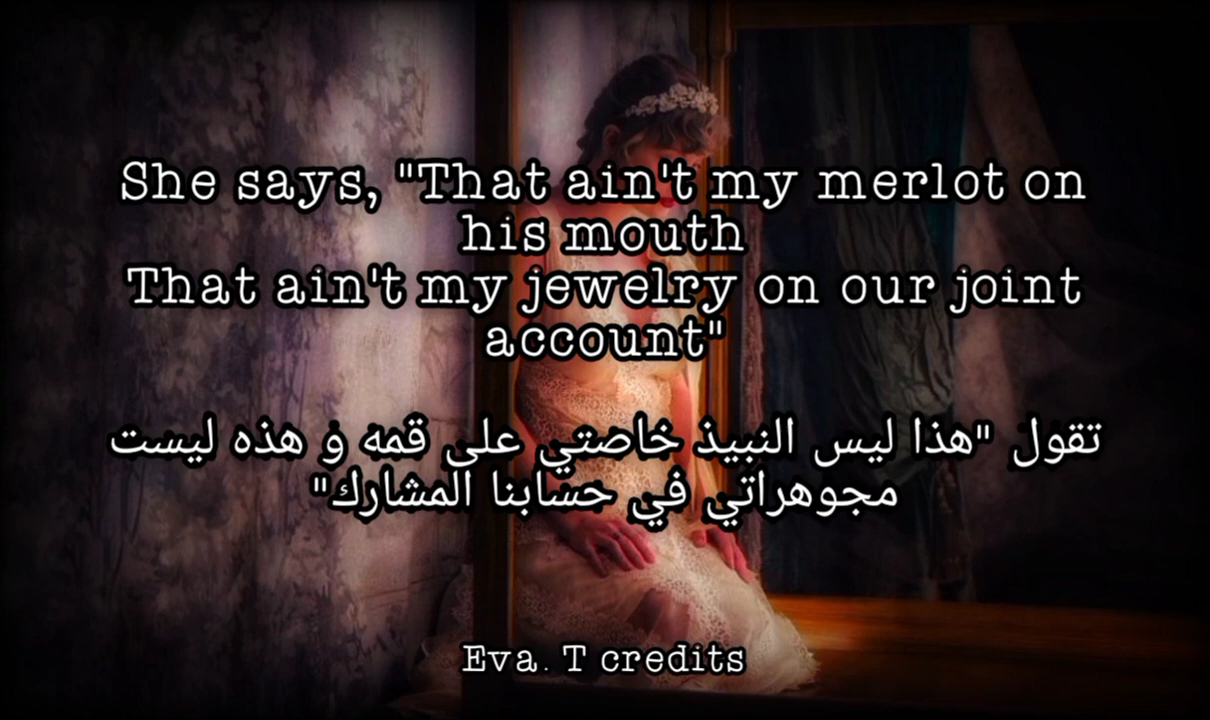 She says, "That ain't my merlot on
his mouth
That ain't my jewelry on our joint
account"
تقول "هذا ليس النبيذ خاصتي على قمه و هذه ليست
مجوهراتي في حسابنا المشارك"
Eva. T credits